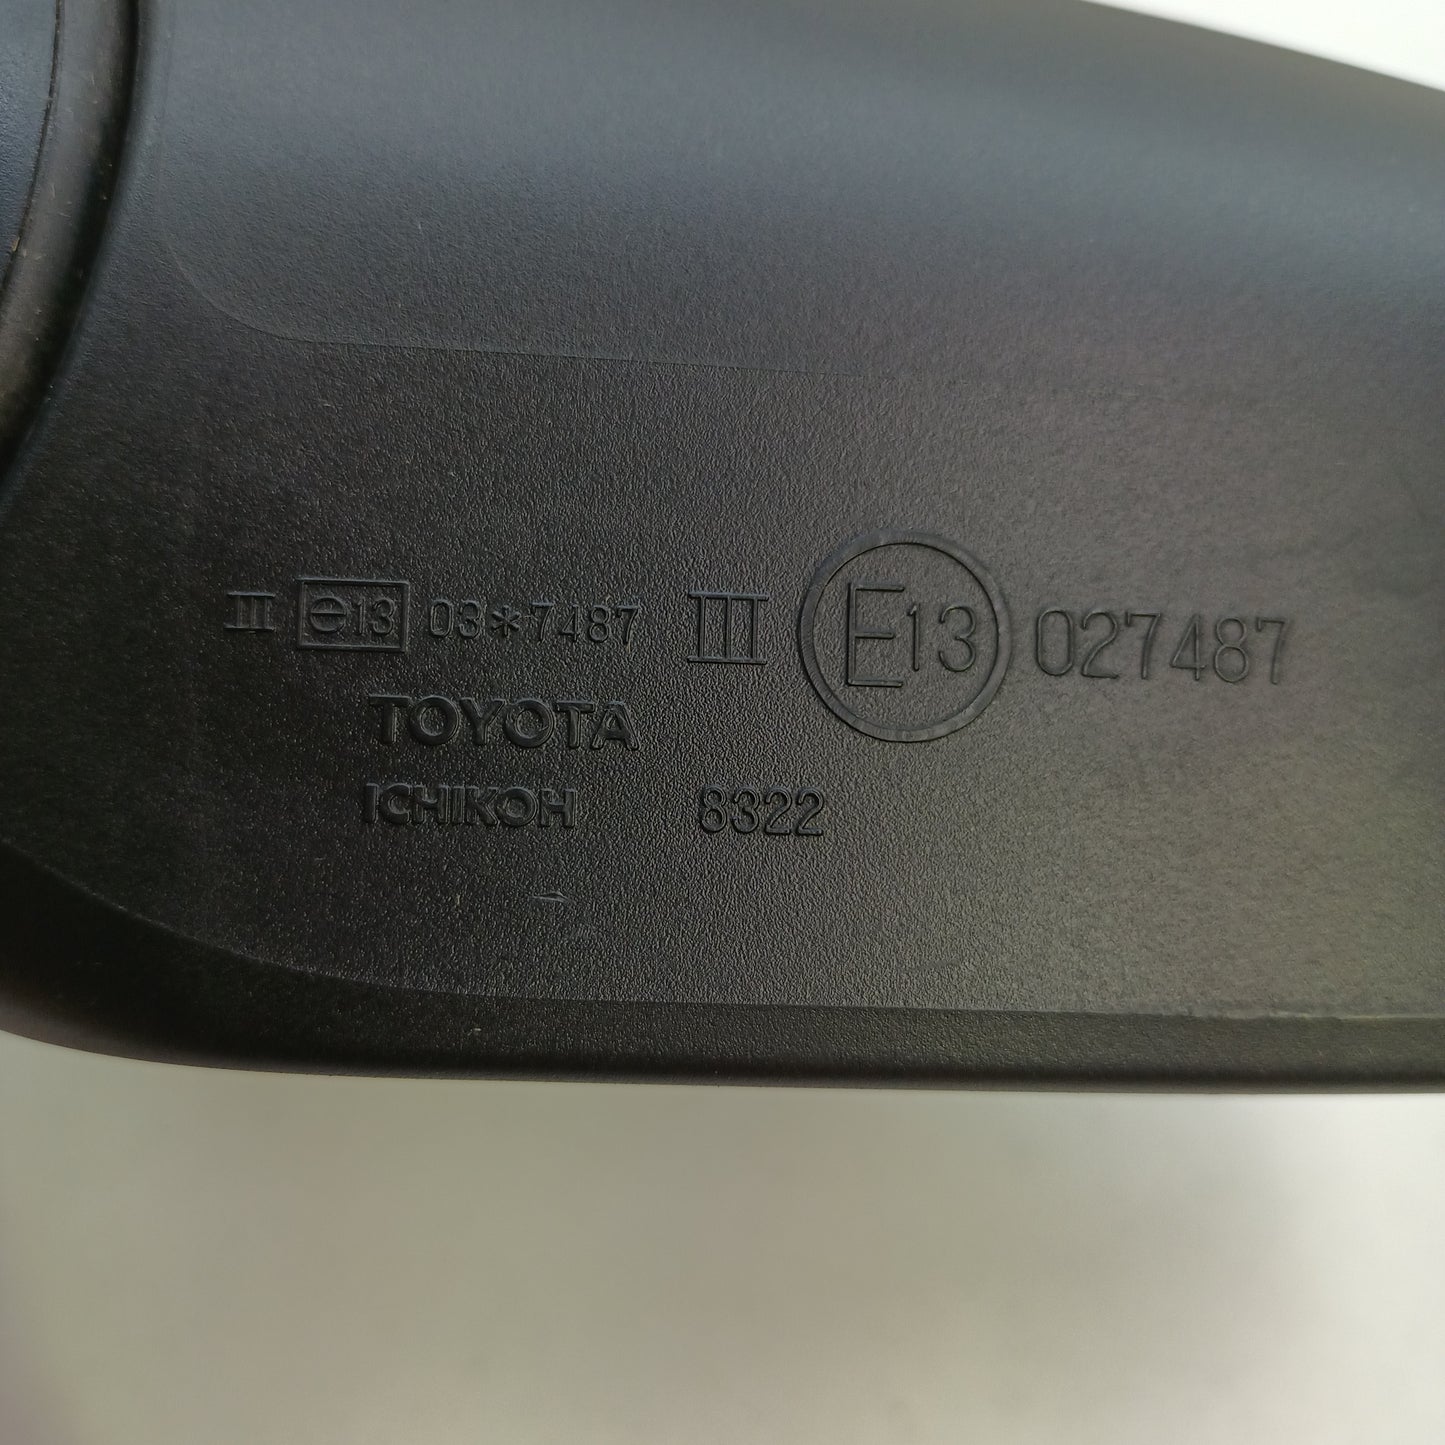 II e13 03*7487 III E13 027487
TOYOTA
ICHIKOH 8322